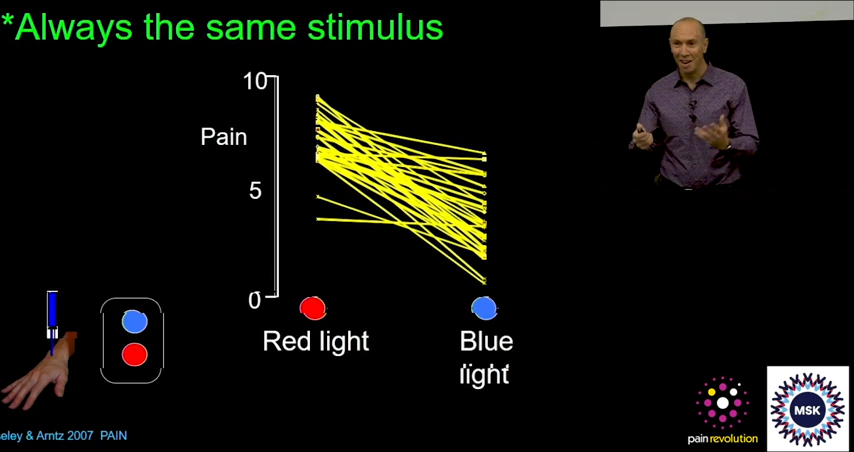 *Always the same stimulus
10
Pain
5
0
Red light
Blue
light
eley & Arntz 2007 PAIN
pain revolution
MSK